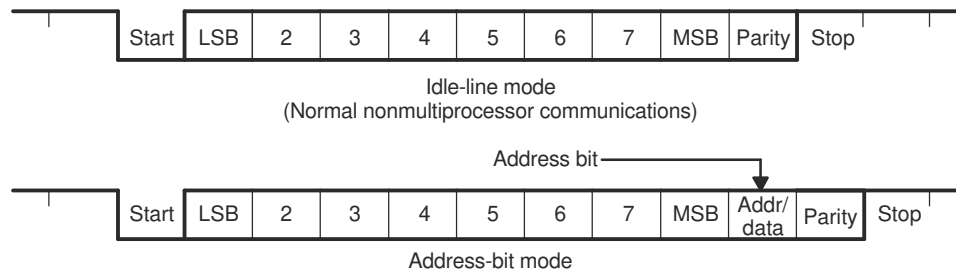 Start LSB 2 3 4 5 6 7 MSB Parity Stop
Idle-line mode
(Normal nonmultiprocessor communications)
Address bit
Start LSB 2 3 4 5 6 7 MSB Addr/ data Parity Stop
Address-bit mode